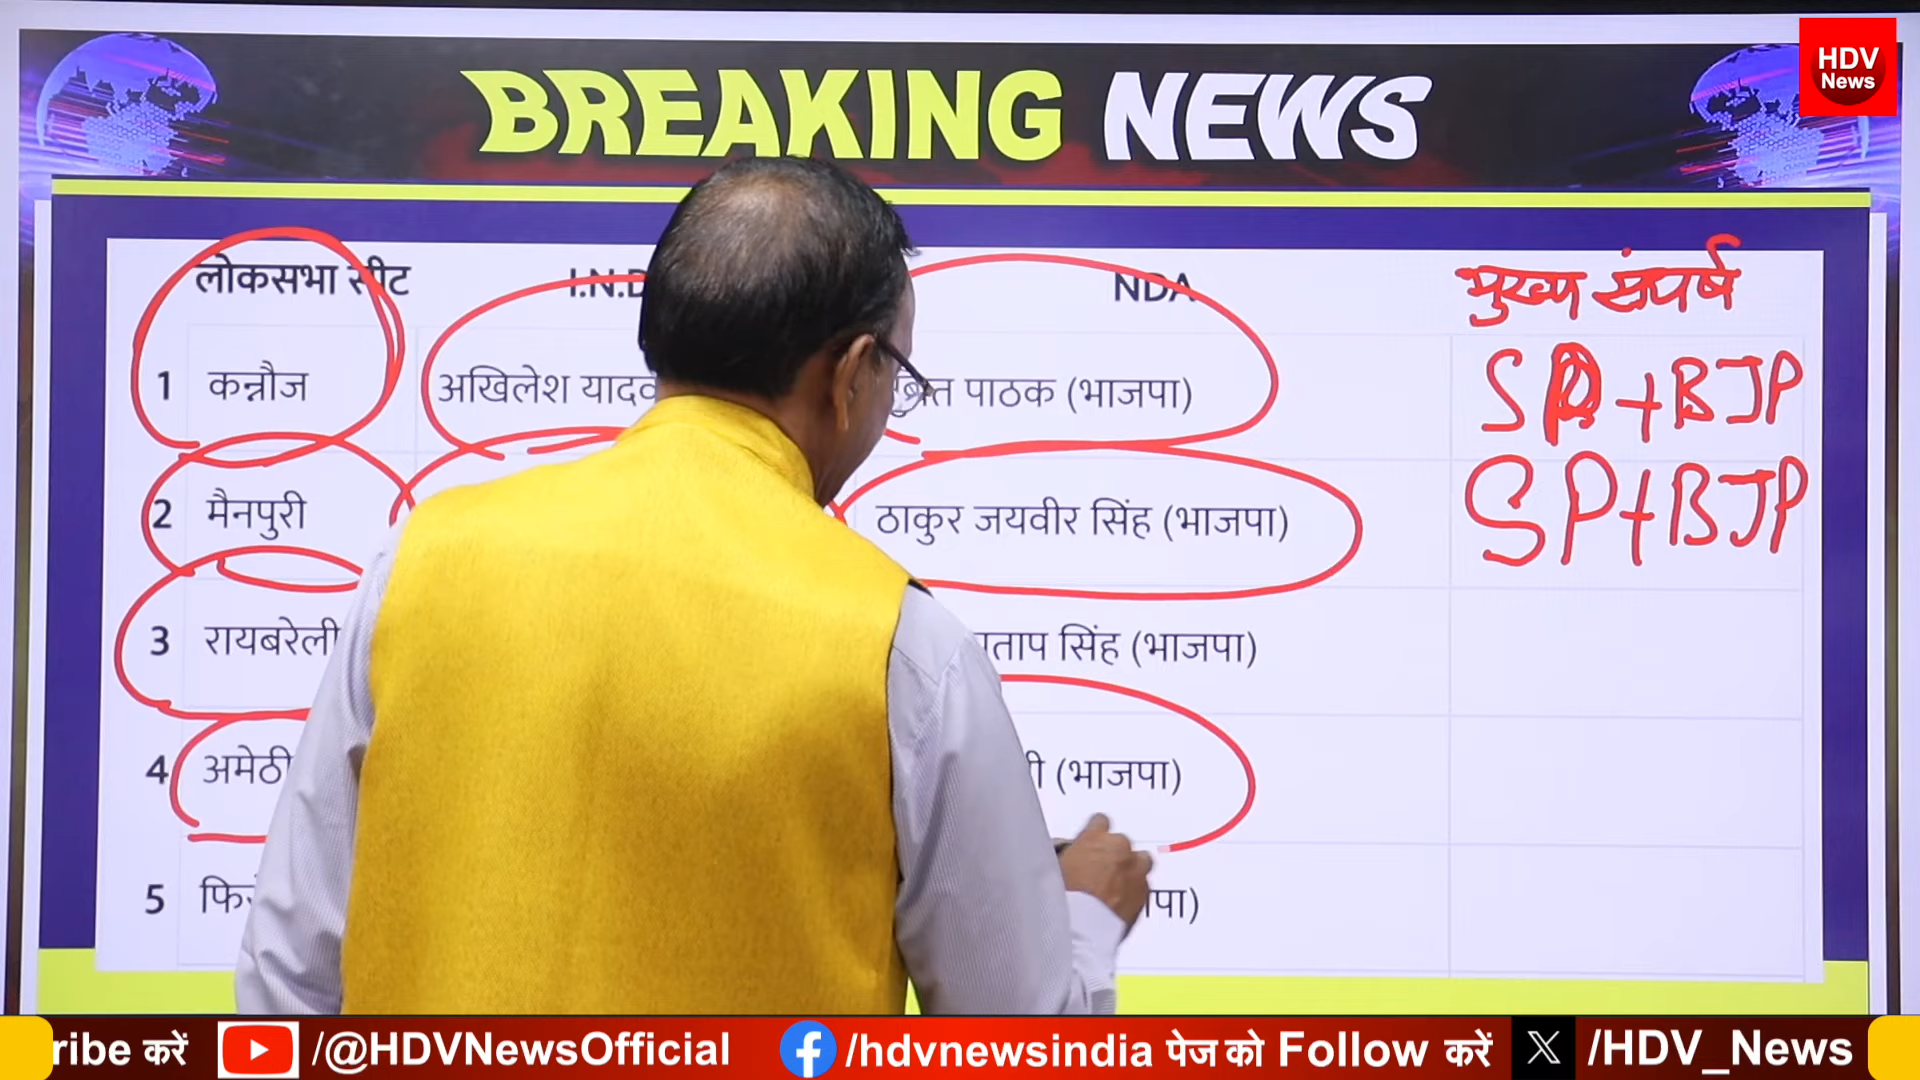 HDV
News
BREAKING NEWS
लोकसभा सीट I.N.D NDA मुख्य संघर्ष
1 कन्नौज अखिलेश यादव पाठक (भाजपा) SP + BJP
2 मैनपुरी ठाकुर जयवीर सिंह (भाजपा) SP+BJP
3 रायबरेली सिंह (भाजपा)
4 अमेठी (भाजपा)
5
ribe करें /@HDVNewsOfficial /hdvnewsindia पेज को Follow करें X /HDV_News